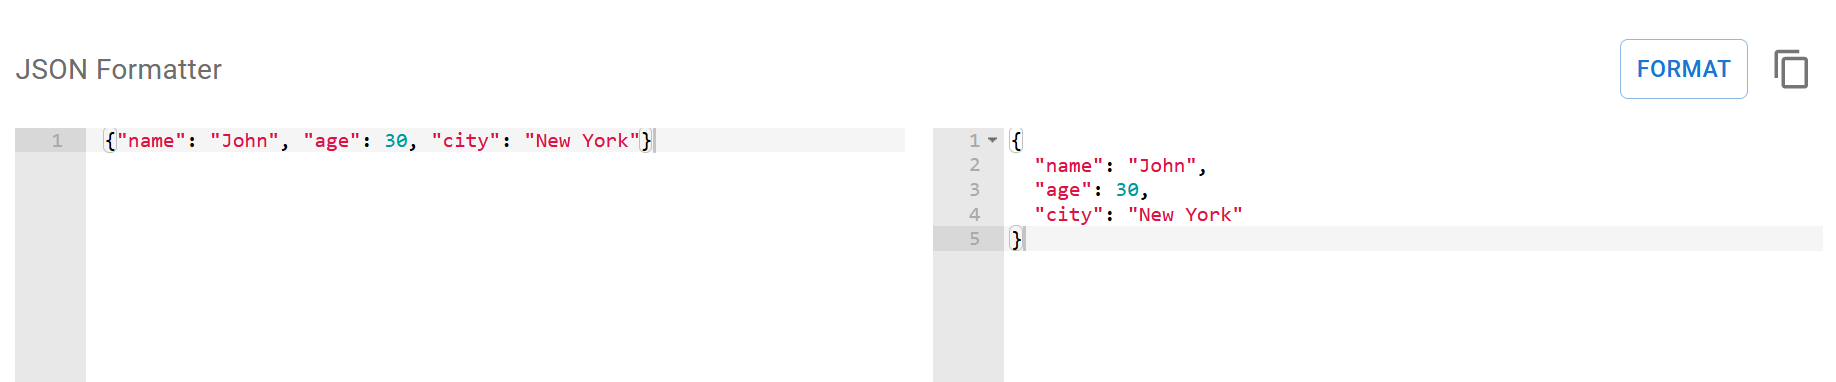 JSON Formatter
FORMAT
1 {"name": "John", "age": 30, "city": "New York"}
1 {
2   "name": "John",
3   "age": 30,
4   "city": "New York"
5 }